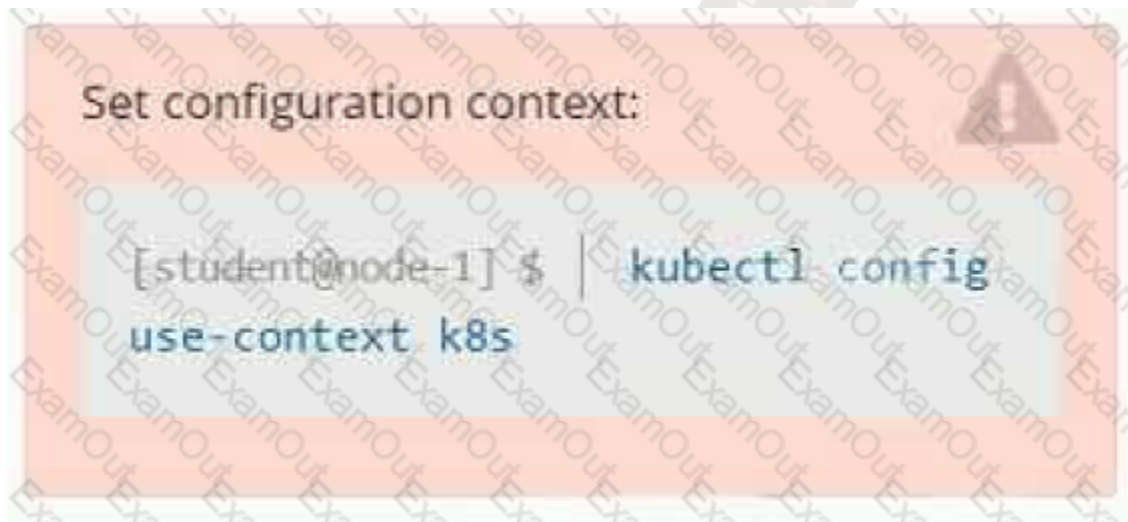 Set configuration context:
[student@node-1] $ | kubectl config
use-context k8s